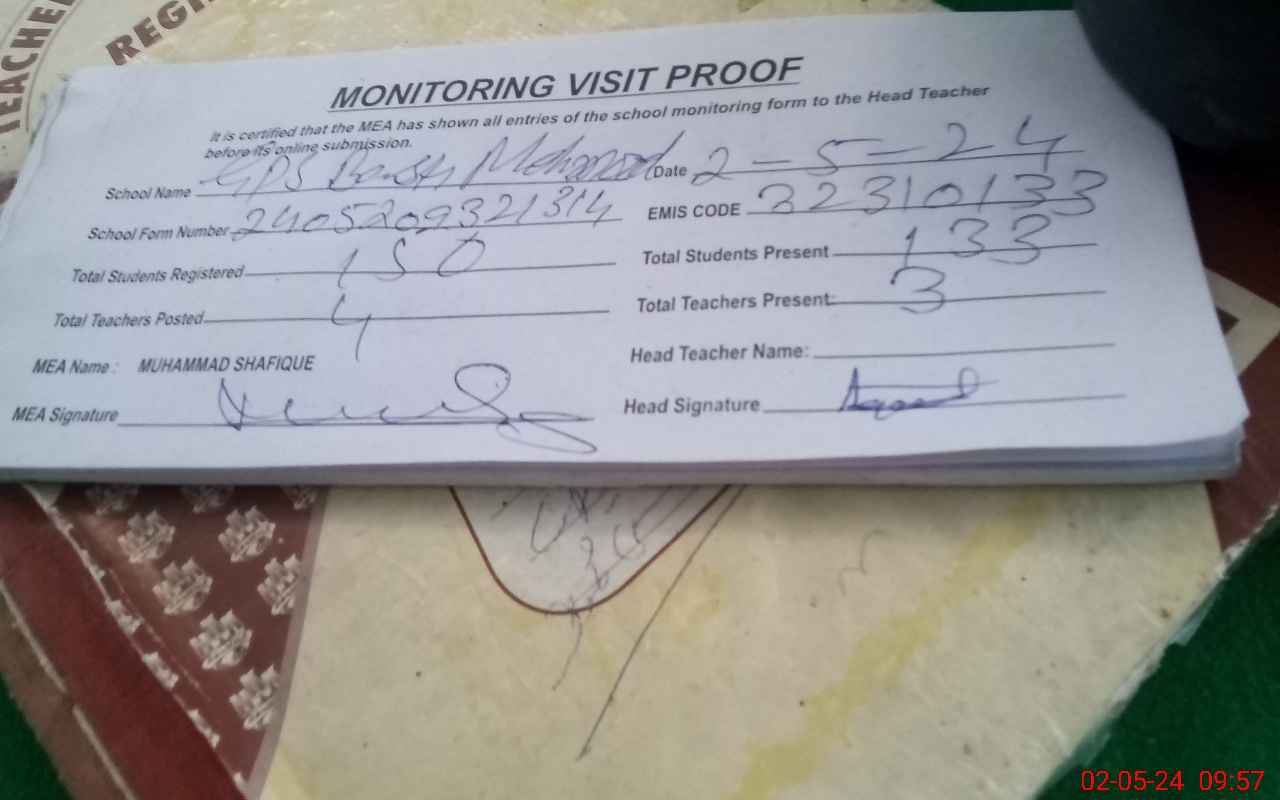 TEACHER
REGI
MONITORING VISIT PROOF
It is certified that the MEA has shown all entries of the school monitoring form to the Head Teacher
before its online submission.
School Name GPS Basti Mohammad Date 2-5-24
School Form Number 2405209321314 EMIS CODE 32310133
Total Students Registered 150 Total Students Present 133
Total Teachers Posted 4 Total Teachers Present: 3
MEA Name : MUHAMMAD SHAFIQUE Head Teacher Name:
MEA Signature Head Signature
02-05-24 09:57